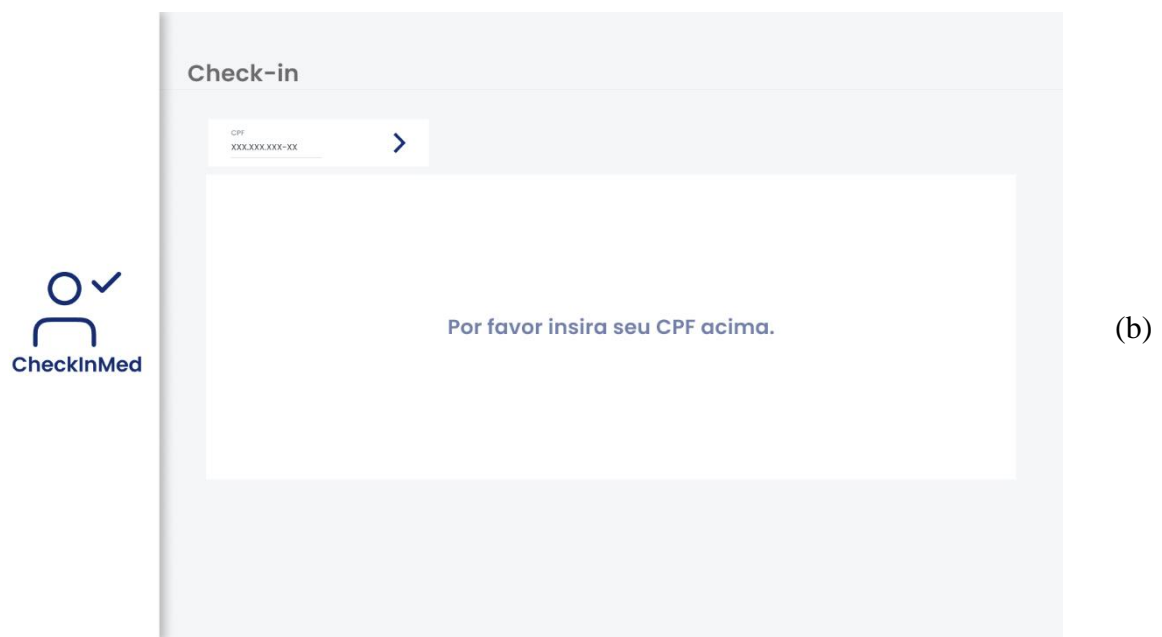 Check-in
CPF
xxx.xxx.xxx-xx
Por favor insira seu CPF acima.
CheckInMed
(b)